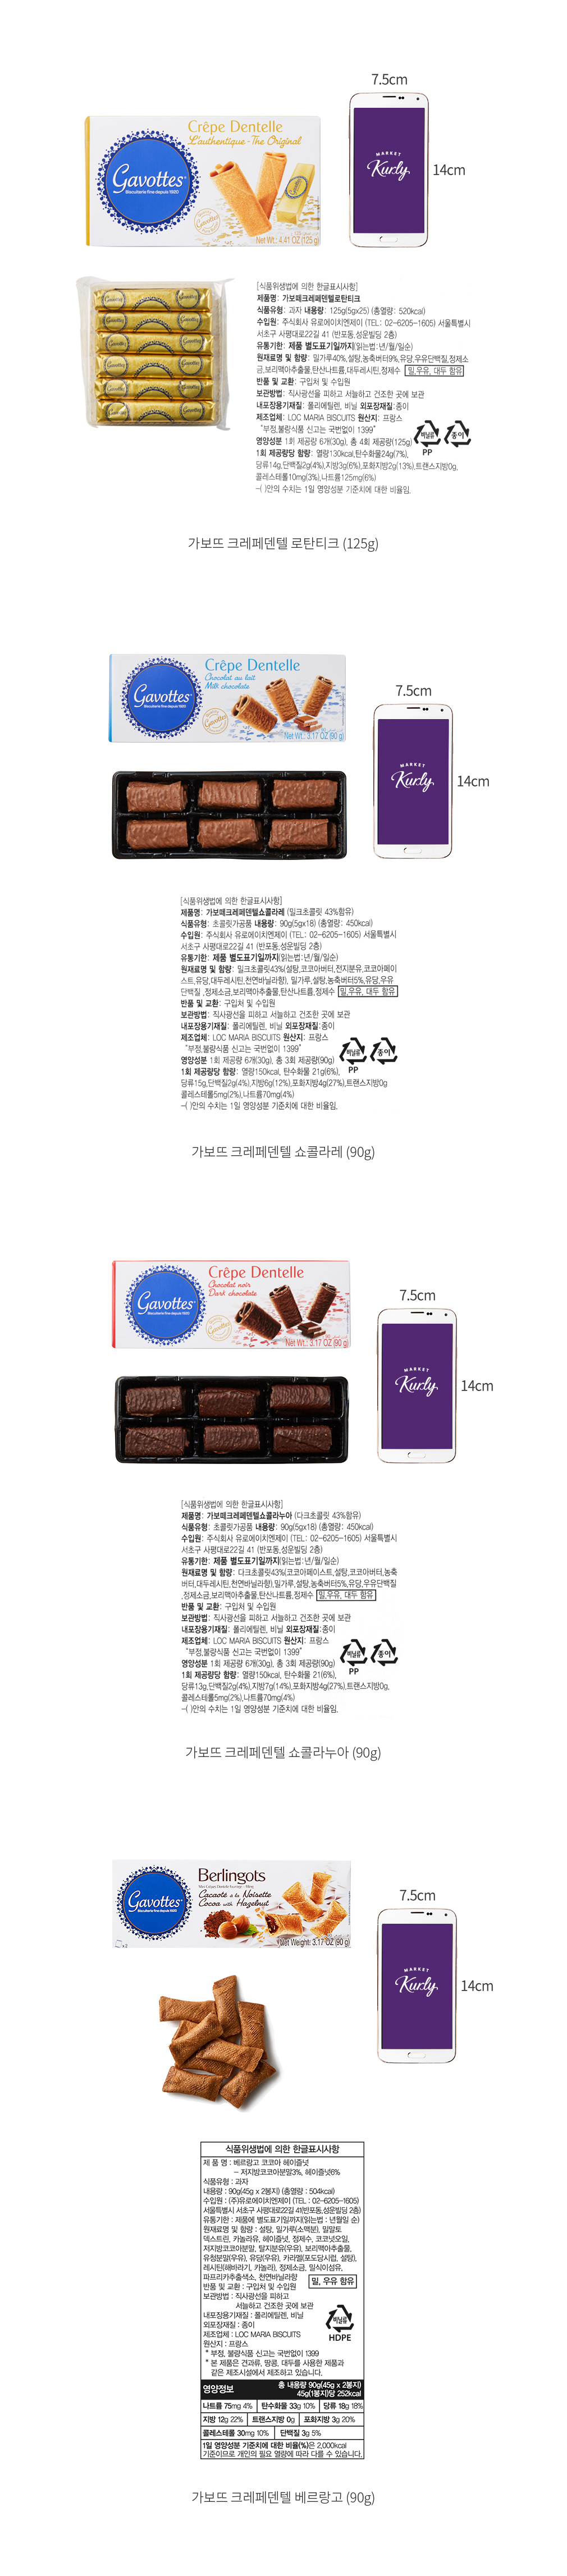 7.5cm
Crêpe Dentelle
L'authentique - The Original
Gavottes
Biscuiterie fine depuis 1920
Net Wt.: 4.41 OZ (125 g)
MARKET
Kurly
14cm
[식품위생법에 의한 한글표시사항]
제품명: 가보떼크레페덴텔로탄티크
식품유형: 과자 내용량: 125g(5gx25) (총열량: 520kcal)
수입원: 주식회사 유로에이치엔제이 (TEL: 02-6205-1605) 서울특별시
서초구 사평대로22길 41 (반포동,성운빌딩 2층)
유통기한: 제품 별도표기일까지(읽는법:년/월/일순)
원재료명 및 함량: 밀가루40%,설탕,농축버터9%,유당,우유단백질,정제소
금,보리맥아추출물,탄산나트륨,대두레시틴,정제수 밀,우유, 대두 함유
반품 및 교환: 구입처 및 수입원
보관방법: 직사광선을 피하고 서늘하고 건조한 곳에 보관
내포장용기재질: 폴리에틸렌, 비닐 외포장재질:종이
제조업체: LOC MARIA BISCUITS 원산지: 프랑스
"부정,불량식품 신고는 국번없이 1399"
영양성분 1회 제공량 6개(30g), 총 4회 제공량(125g)
비닐류 종이
PP
1회 제공량당 함량: 열량130kcal,탄수화물24g(7%),
당류14g,단백질2g(4%),지방3g(6%),포화지방2g(13%),트랜스지방0g,
콜레스테롤10mg(3%),나트륨125mg(6%)
-( )안의 수치는 1일 영양성분 기준치에 대한 비율임.
가보뜨 크레페덴텔 로탄티크 (125g)
Crêpe Dentelle
Chocolat au lait
Milk chocolate
Gavottes
Biscuiterie fine depuis 1920
Net Wt.: 3.17 OZ (90 g)
7.5cm
MARKET
Kurly
14cm
[식품위생법에 의한 한글표시사항]
제품명: 가보떼크레페덴텔쇼콜라레 (밀크초콜릿 43%함유)
식품유형: 초콜릿가공품 내용량: 90g(5gx18) (총열량: 450kcal)
수입원: 주식회사 유로에이치엔제이 (TEL: 02-6205-1605) 서울특별시
서초구 사평대로22길 41 (반포동,성운빌딩 2층)
유통기한: 제품 별도표기일까지(읽는법:년/월/일순)
원재료명 및 함량: 밀크초콜릿43%(설탕,코코아버터,전지분유,코코아페이
스트,유당,대두레시틴,천연바닐라향), 밀가루,설탕,농축버터5%,유당,우유
단백질 ,정제소금,보리맥아추출물,탄산나트륨,정제수 밀,우유, 대두 함유
반품 및 교환: 구입처 및 수입원
보관방법: 직사광선을 피하고 서늘하고 건조한 곳에 보관
내포장용기재질: 폴리에틸렌, 비닐 외포장재질:종이
제조업체: LOC MARIA BISCUITS 원산지: 프랑스
"부정,불량식품 신고는 국번없이 1399"
영양성분 1회 제공량 6개(30g), 총 3회 제공량(90g)
비닐류 종이
PP
1회 제공량당 함량: 열량150kcal, 탄수화물 21g(6%),
당류15g,단백질2g(4%),지방6g(12%),포화지방4g(27%),트랜스지방0g
콜레스테롤5mg(2%),나트륨70mg(4%)
-( )안의 수치는 1일 영양성분 기준치에 대한 비율임.
가보뜨 크레페덴텔 쇼콜라레 (90g)
Crêpe Dentelle
Chocolat noir
Dark chocolate
Gavottes
Biscuiterie fine depuis 1920
Net Wt.: 3.17 OZ (90 g)
7.5cm
MARKET
Kurly
14cm
[식품위생법에 의한 한글표시사항]
제품명: 가보떼크레페덴텔쇼콜라누아 (다크초콜릿 43%함유)
식품유형: 초콜릿가공품 내용량: 90g(5gx18) (총열량: 450kcal)
수입원: 주식회사 유로에이치엔제이 (TEL: 02-6205-1605) 서울특별시
서초구 사평대로22길 41 (반포동,성운빌딩 2층)
유통기한: 제품 별도표기일까지(읽는법:년/월/일순)
원재료명 및 함량: 다크초콜릿43%(코코아페이스트,설탕,코코아버터,농축
버터,대두레시틴,천연바닐라향),밀가루,설탕,농축버터5%,유당,우유단백질
,정제소금,보리맥아추출물,탄산나트륨,정제수 밀,우유, 대두 함유
반품 및 교환: 구입처 및 수입원
보관방법: 직사광선을 피하고 서늘하고 건조한 곳에 보관
내포장용기재질: 폴리에틸렌, 비닐 외포장재질:종이
제조업체: LOC MARIA BISCUITS 원산지: 프랑스
"부정,불량식품 신고는 국번없이 1399"
영양성분 1회 제공량 6개(30g), 총 3회 제공량(90g)
비닐류 종이
PP
1회 제공량당 함량: 열량150kcal, 탄수화물 21(6%),
당류13g,단백질2g(4%),지방7g(14%),포화지방4g(27%),트랜스지방0g,
콜레스테롤5mg(2%),나트륨70mg(4%)
-( )안의 수치는 1일 영양성분 기준치에 대한 비율임.
가보뜨 크레페덴텔 쇼콜라누아 (90g)
Berlingots
Cacaoté à la Noisette
Cocoa with Hazelnut
Gavottes
Biscuiterie fine depuis 1920
Net Weight: 3.17 OZ (90 g)
7.5cm
MARKET
Kurly
14cm
식품위생법에 의한 한글표시사항
제 품 명 : 베르랑고 코코아 헤이즐넛
- 저지방코코아분말3%, 헤이즐넛6%
식품유형 : 과자
내용량 : 90g(45g x 2봉지) (총열량 : 504kcal)
수입원 : (주)유로에이치엔제이 (TEL : 02-6205-1605)
서울특별시 서초구 사평대로22길 41(반포동,성운빌딩 2층)
유통기한 : 제품에 별도표기일까지(읽는법 : 년월일 순)
원재료명 및 함량 : 설탕, 밀가루(소맥분), 밀말토
덱스트린, 카놀라유, 헤이즐넛, 정제수, 코코넛오일,
저지방코코아분말, 탈지분유(우유), 보리맥아추출물,
유청분말(우유), 유당(우유), 카라멜(포도당시럽, 설탕),
레시틴(해바라기, 카놀라), 정제소금, 밀식이섬유,
파프리카추출색소, 천연바닐라향
밀, 우유 함유
반품 및 교환 : 구입처 및 수입원
보관방법 : 직사광선을 피하고
서늘하고 건조한 곳에 보관
내포장용기재질 : 폴리에틸렌, 비닐
외포장재질 : 종이
제조업체 : LOC MARIA BISCUITS
원산지 : 프랑스
비닐류
HDPE
* 부정, 불량식품 신고는 국번없이 1399
* 본 제품은 견과류, 땅콩, 대두를 사용한 제품과
같은 제조시설에서 제조하고 있습니다.
영양정보
총 내용량 90g(45g x 2봉지)
45g(1봉지)당 252kcal
나트륨 75mg 4% 탄수화물 33g 10% 당류 18g 18%
지방 12g 22% 트랜스지방 0g 포화지방 3g 20%
콜레스테롤 30mg 10% 단백질 3g 5%
1일 영양성분 기준치에 대한 비율(%)은 2,000kcal
기준이므로 개인의 필요 열량에 따라 다를 수 있습니다.
가보뜨 크레페덴텔 베르랑고 (90g)